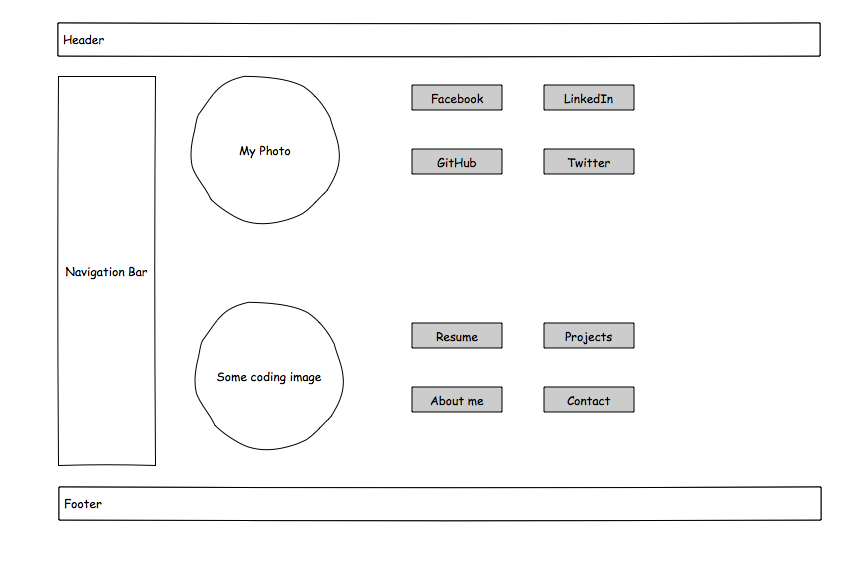 Header
My Photo
Facebook
LinkedIn
GitHub
Twitter
Navigation Bar
Some coding image
Resume
Projects
About me
Contact
Footer